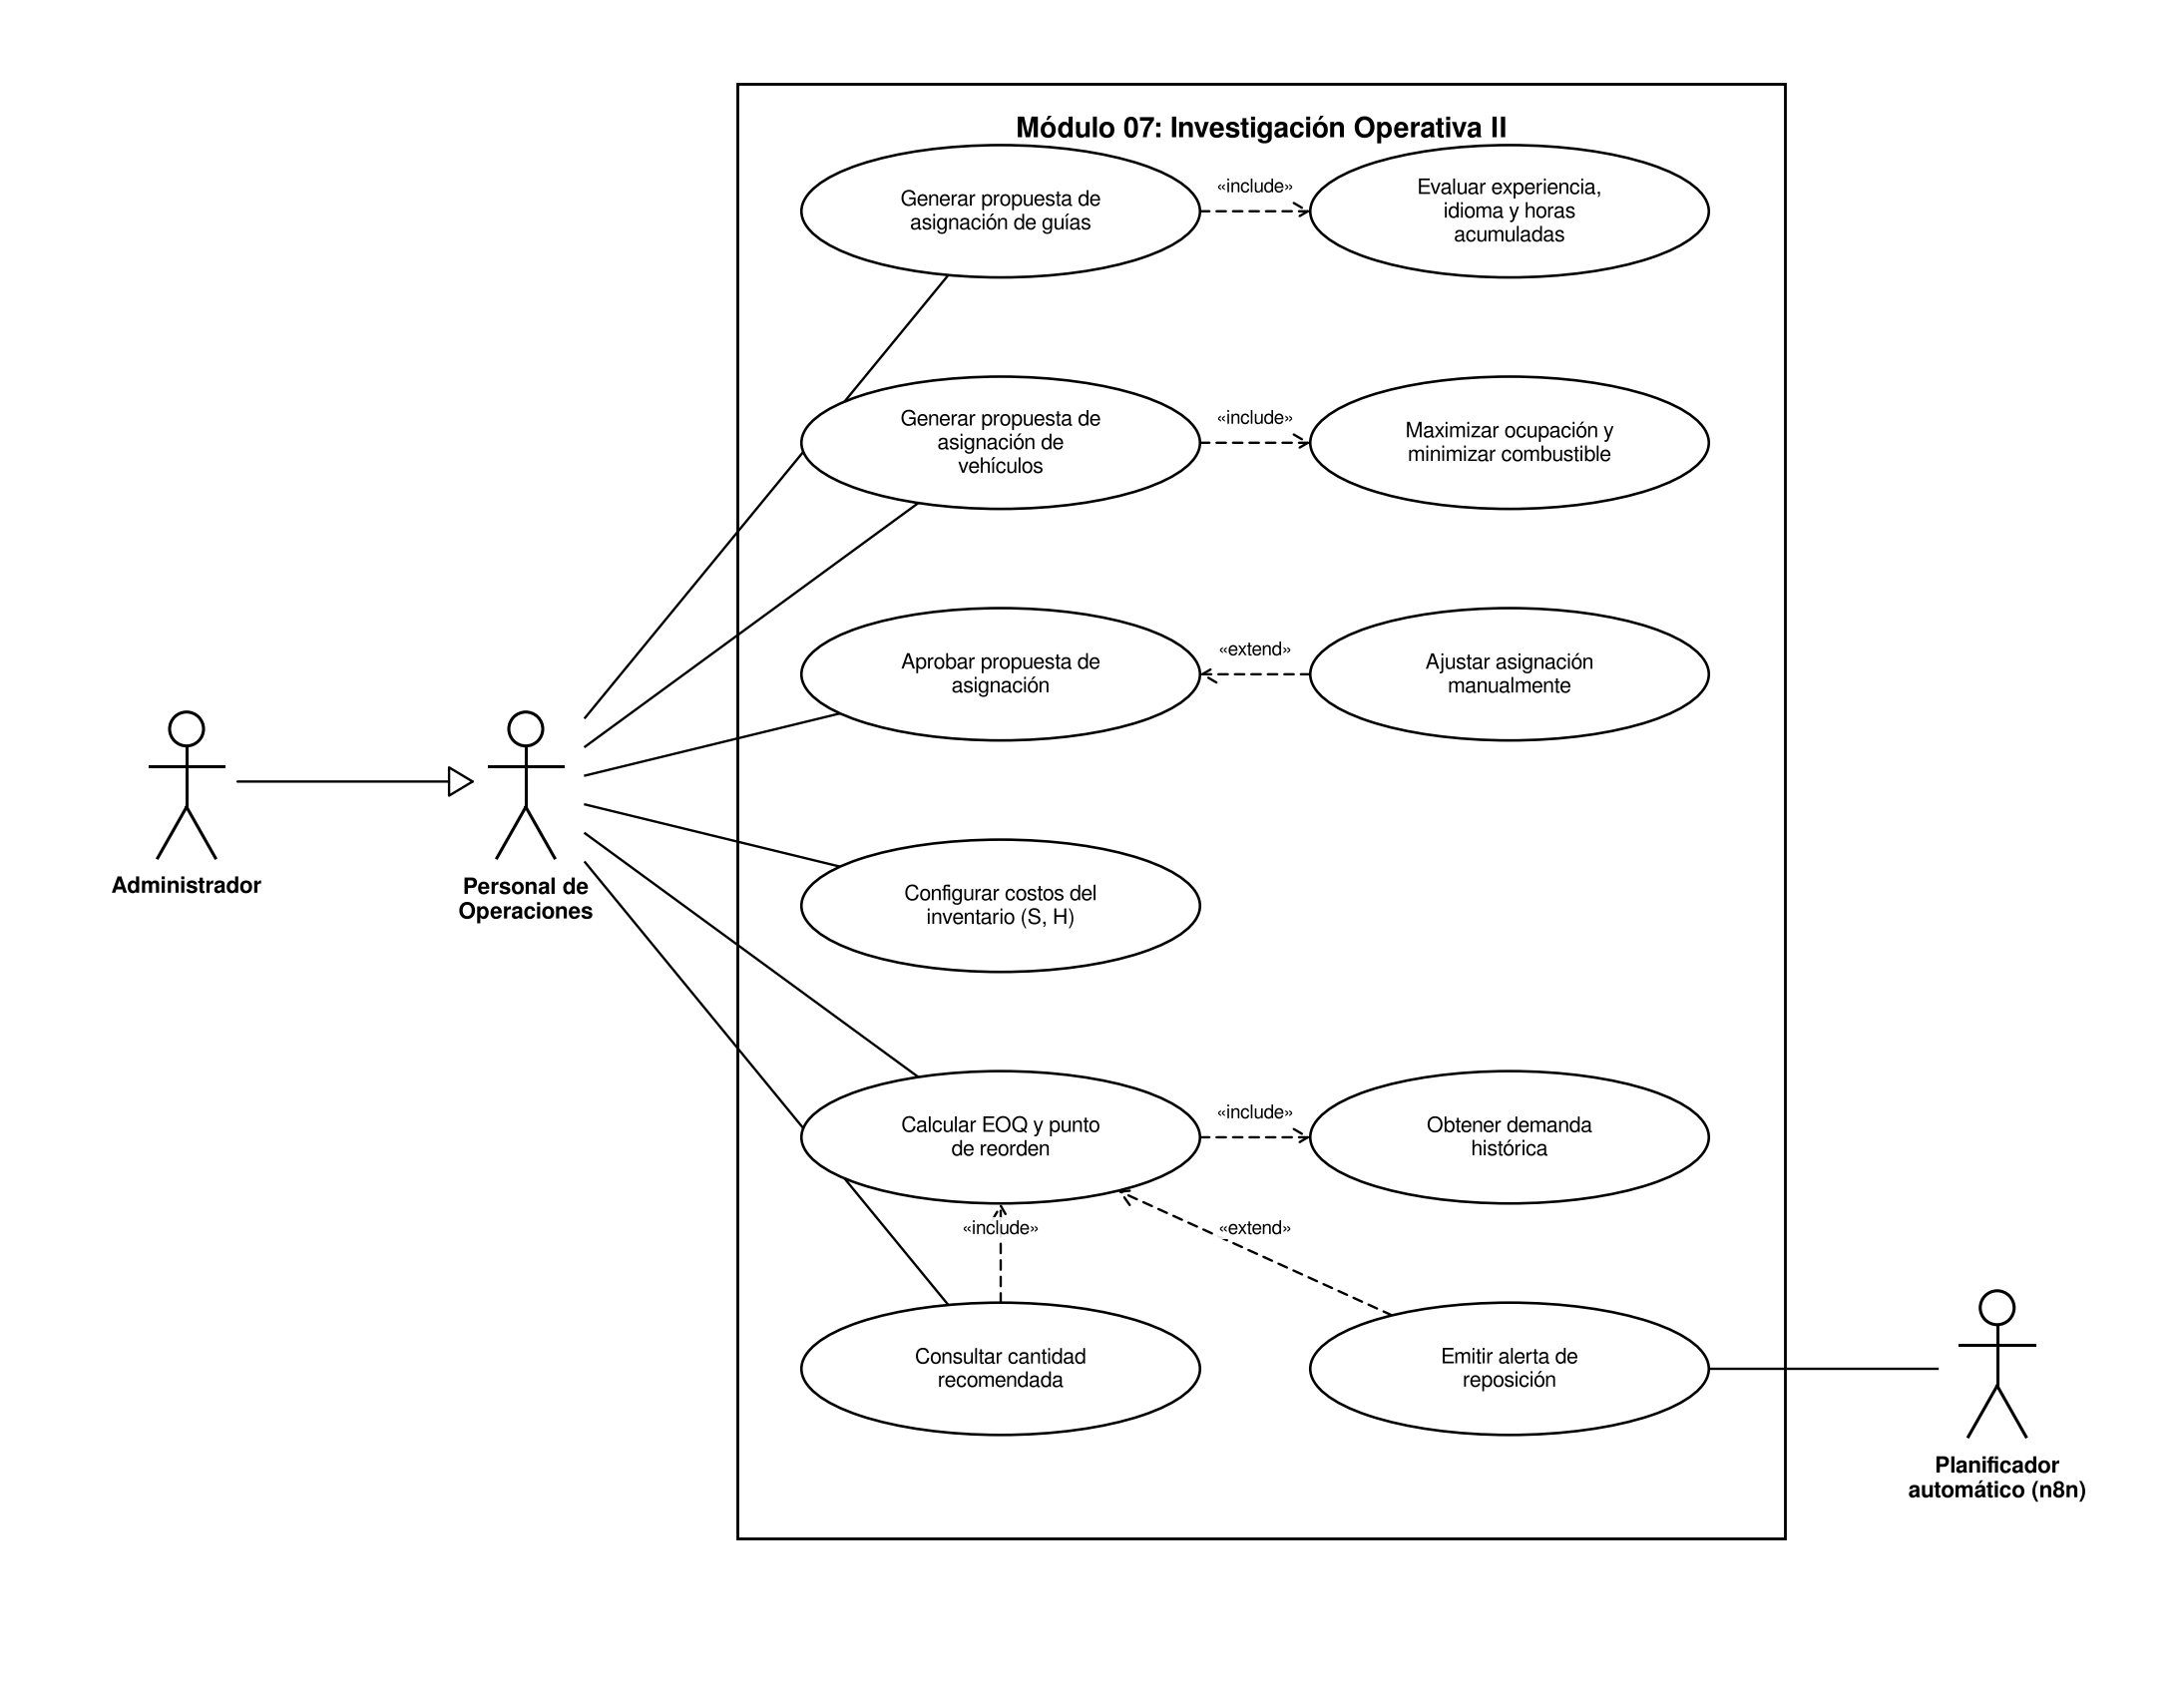 Módulo 07: Investigación Operativa II
Generar propuesta de
asignación de guías
«include»
Evaluar experiencia,
idioma y horas
acumuladas
Generar propuesta de
asignación de
vehículos
«include»
Maximizar ocupación y
minimizar combustible
Aprobar propuesta de
asignación
«extend»
Ajustar asignación
manualmente
Administrador
Personal de
Operaciones
Configurar costos del
inventario (S, H)
Calcular EOQ y punto
de reorden
«include»
Obtener demanda
histórica
«include»
«extend»
Consultar cantidad
recomendada
Emitir alerta de
reposición
Planificador
automático (n8n)